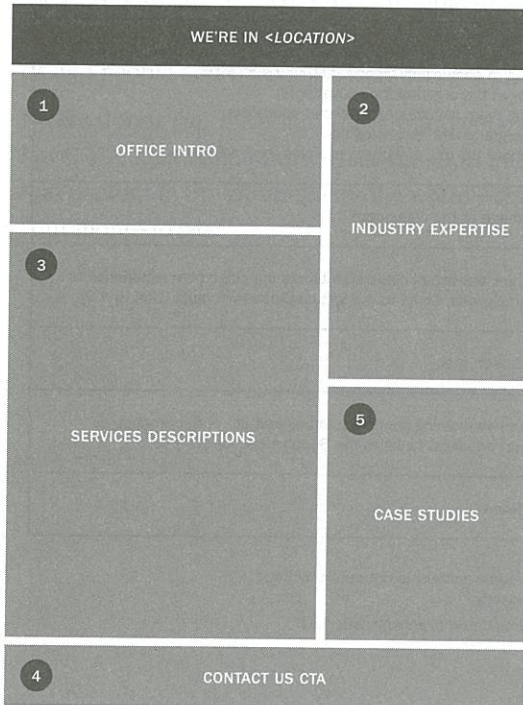 WE'RE IN <LOCATION>
1
OFFICE INTRO
2
INDUSTRY EXPERTISE
3
SERVICES DESCRIPTIONS
5
CASE STUDIES
4
CONTACT US CTA